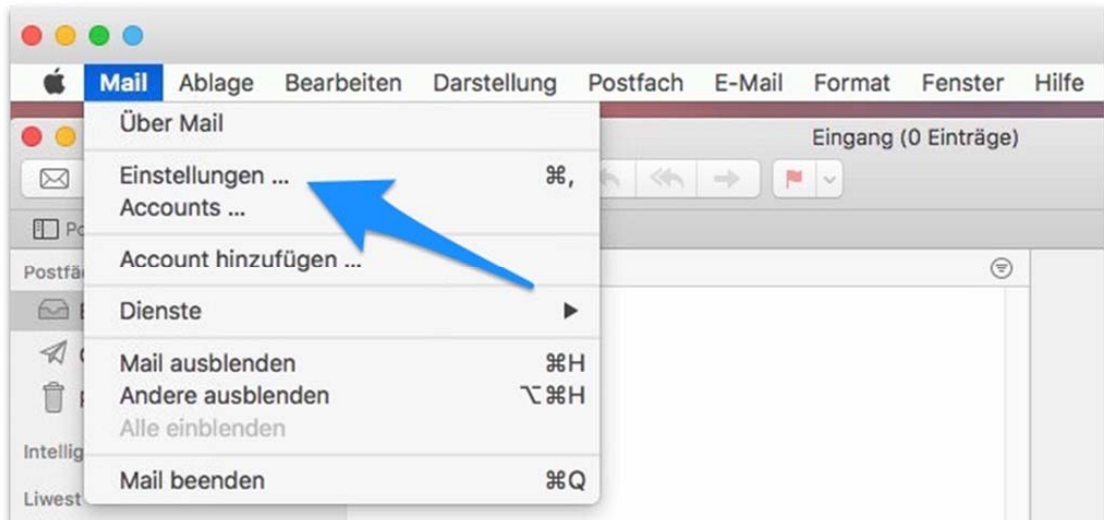 Mail Ablage Bearbeiten Darstellung Postfach E-Mail Format Fenster Hilfe
Über Mail
Eingang (0 Einträge)
Einstellungen ... ⌘,
Accounts ...
Account hinzufügen ...
Dienste
Mail ausblenden ⌘H
Andere ausblenden ⌥⌘H
Alle einblenden
Mail beenden ⌘Q
Liwest